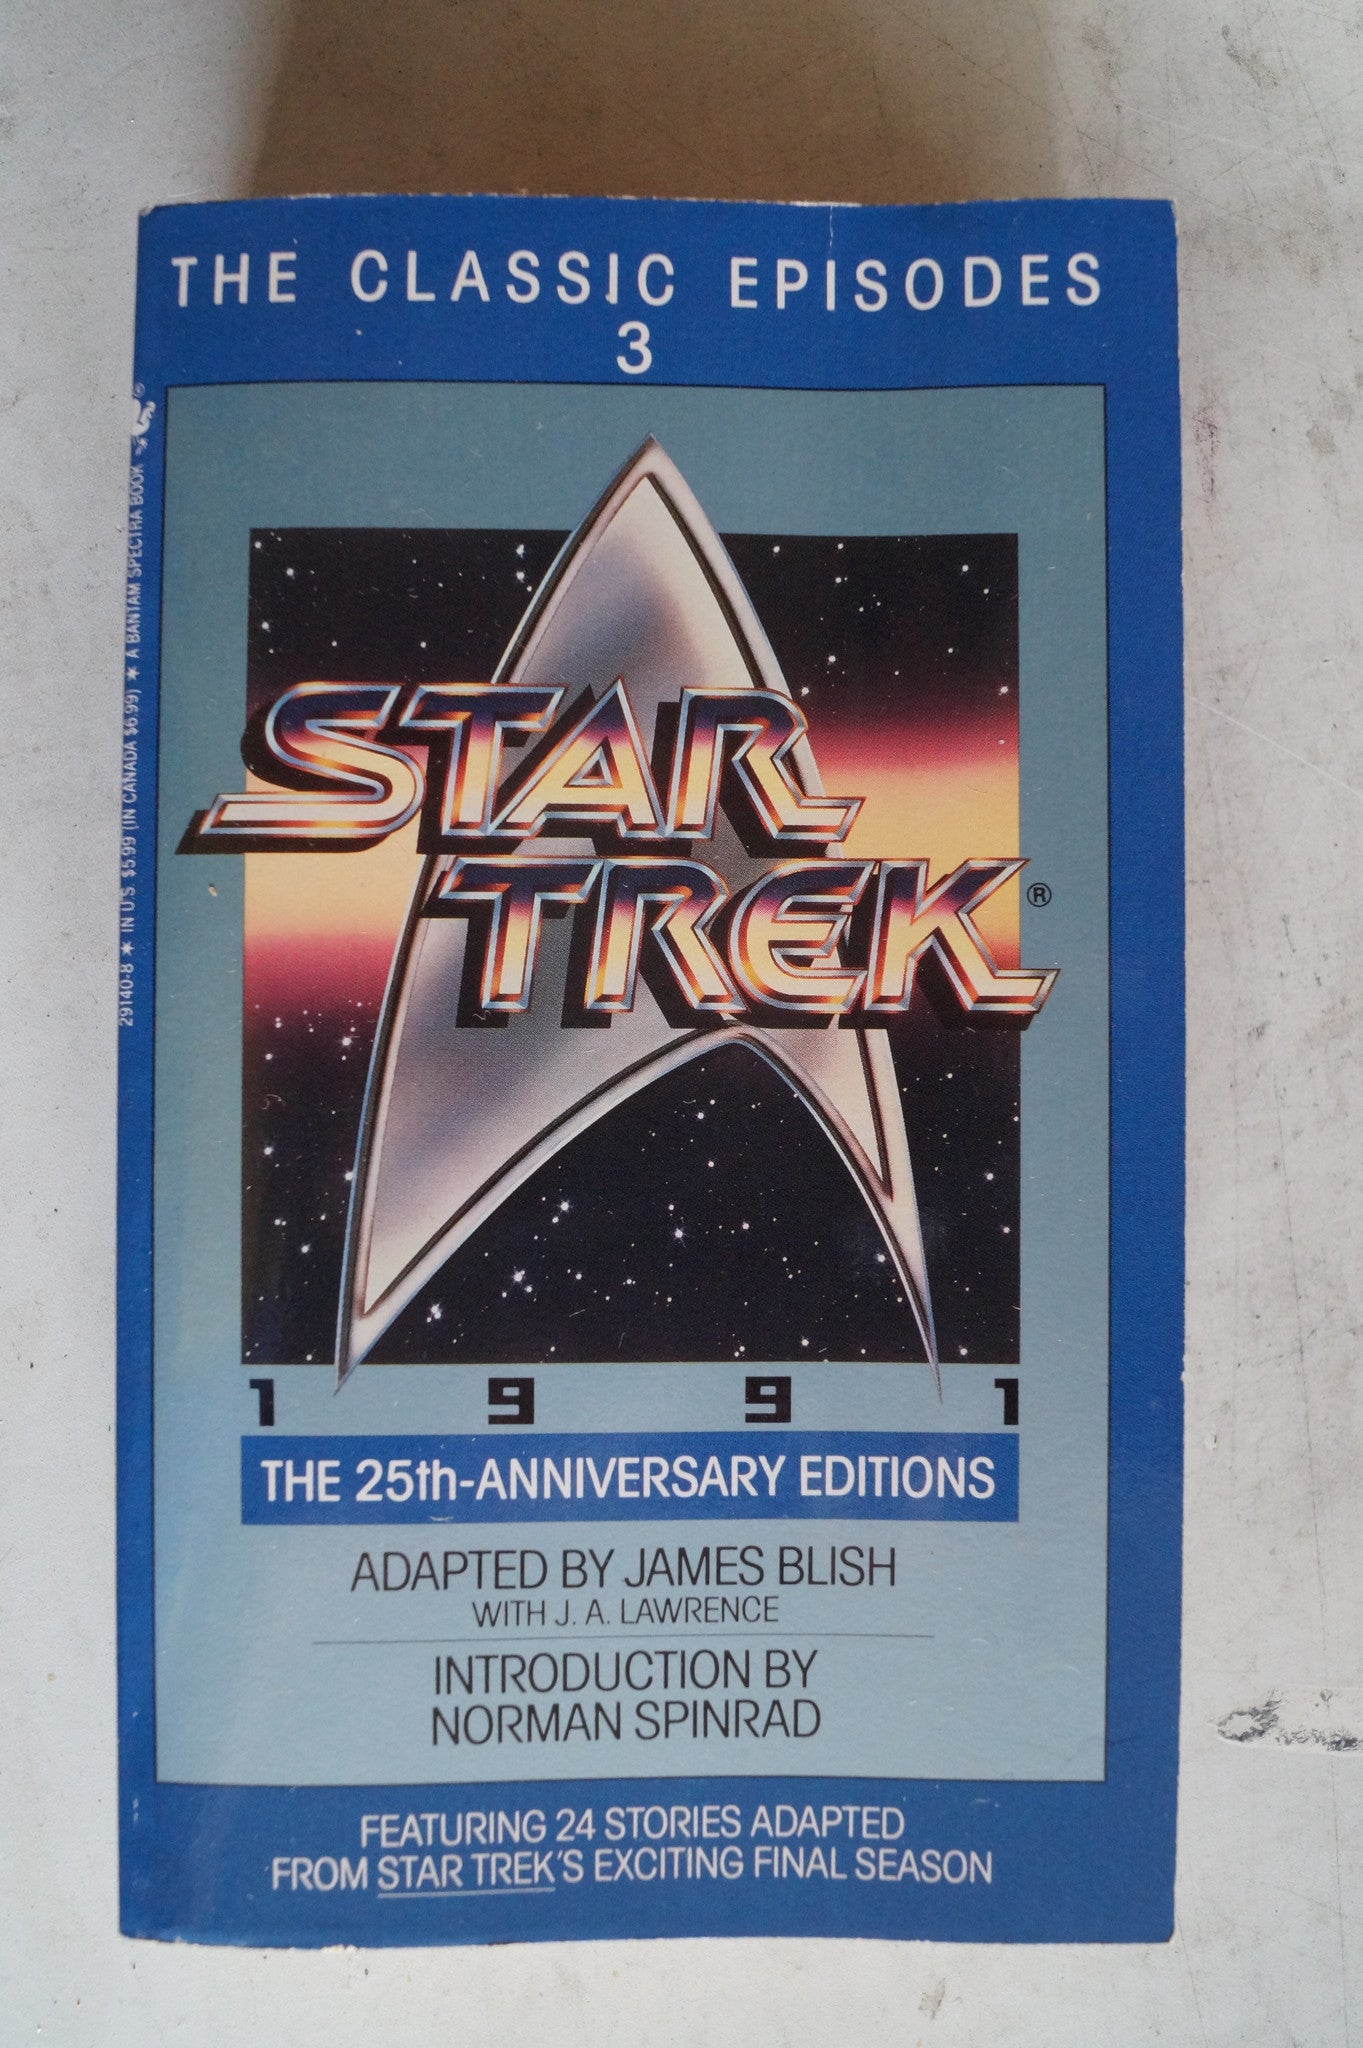 THE CLASSIC EPISODES
3
STAR
TREK®
1991
THE 25th-ANNIVERSARY EDITIONS
ADAPTED BY JAMES BLISH
WITH J. A. LAWRENCE
INTRODUCTION BY
NORMAN SPINRAD
FEATURING 24 STORIES ADAPTED
FROM STAR TREK'S EXCITING FINAL SEASON
29140-8 ★ IN U.S. $5.99 (IN CANADA $6.99) ★ A BANTAM SPECTRA BOOK